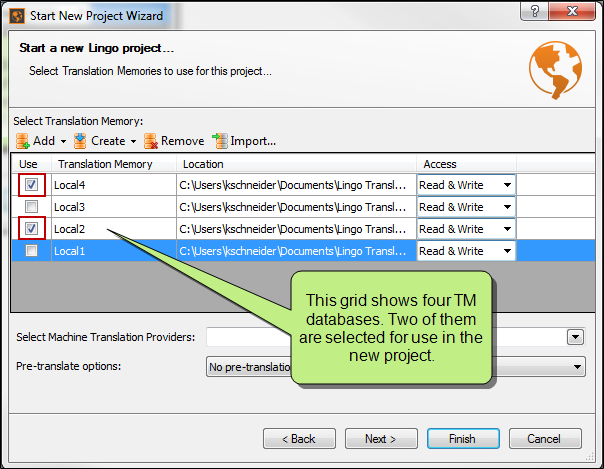 Start New Project Wizard
Start a new Lingo project...
Select Translation Memories to use for this project...
Select Translation Memory:
Add Create Remove Import...
Use Translation Memory Location Access
Local4 C:\Users\kschneider\Documents\Lingo Transl... Read & Write
Local3 C:\Users\kschneider\Documents\Lingo Transl... Read & Write
Local2 C:\Users\kschneider\Documents\Lingo Transl... Read & Write
Local1 C:\Users\kschneider\Documents\Lingo Transl... Read & Write
This grid shows four TM
databases. Two of them
are selected for use in the
new project.
Select Machine Translation Providers:
Pre-translate options: No pre-translation
< Back Next > Finish Cancel